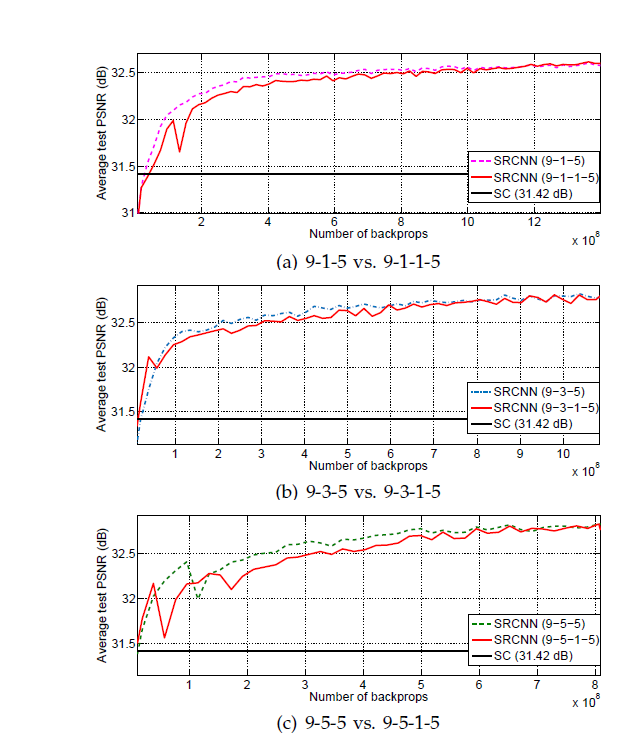 Average test PSNR (dB)
32.5
32
31.5
31
SRCNN (9−1−5)
SRCNN (9−1−1−5)
SC (31.42 dB)
2 4 6 8 10 12
Number of backprops
x 10^8
(a) 9-1-5 vs. 9-1-1-5
Average test PSNR (dB)
32.5
32
31.5
SRCNN (9−3−5)
SRCNN (9−3−1−5)
SC (31.42 dB)
1 2 3 4 5 6 7 8 9 10
Number of backprops
x 10^8
(b) 9-3-5 vs. 9-3-1-5
Average test PSNR (dB)
32.5
32
31.5
SRCNN (9−5−5)
SRCNN (9−5−1−5)
SC (31.42 dB)
1 2 3 4 5 6 7 8
Number of backprops
x 10^8
(c) 9-5-5 vs. 9-5-1-5